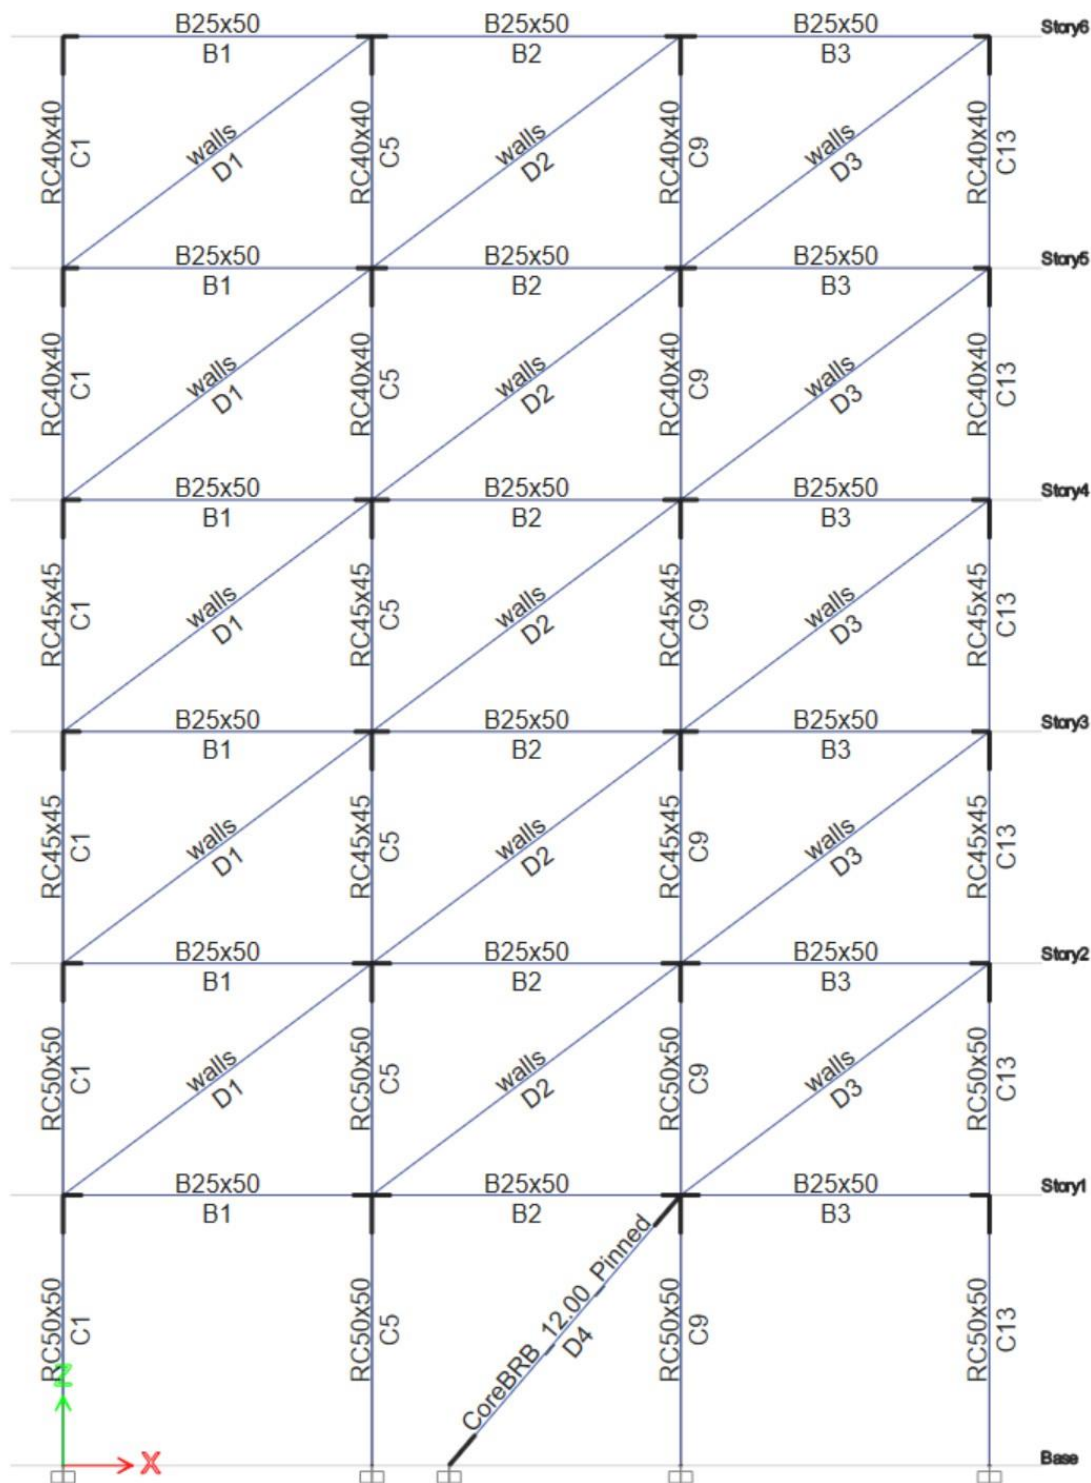 B25x50 B25x50 B25x50 Story6
B1 B2 B3
RC40x40 C1 walls D1 RC40x40 C5 walls D2 RC40x40 C9 walls D3 RC40x40 C13
B25x50 B25x50 B25x50 Story5
B1 B2 B3
RC40x40 C1 walls D1 RC40x40 C5 walls D2 RC40x40 C9 walls D3 RC40x40 C13
B25x50 B25x50 B25x50 Story4
B1 B2 B3
RC45x45 C1 walls D1 RC45x45 C5 walls D2 RC45x45 C9 walls D3 RC45x45 C13
B25x50 B25x50 B25x50 Story3
B1 B2 B3
RC45x45 C1 walls D1 RC45x45 C5 walls D2 RC45x45 C9 walls D3 RC45x45 C13
B25x50 B25x50 B25x50 Story2
B1 B2 B3
RC50x50 C1 walls D1 RC50x50 C5 walls D2 RC50x50 C9 walls D3 RC50x50 C13
B25x50 B25x50 B25x50 Story1
B1 B2 B3
RC50x50 C1 RC50x50 C5 CoreBRB_12.00_Pinned D4 RC50x50 C9 RC50x50 C13
Z
X Base